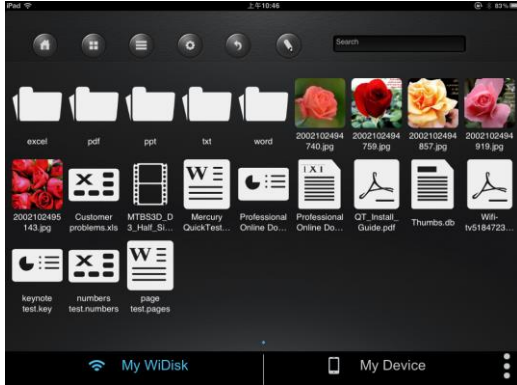 iPad
上午10:46
83%
Search
excel
pdf
ppt
txt
word
2002102494
740.jpg
2002102494
759.jpg
2002102494
857.jpg
2002102494
919.jpg
2002102495
143.jpg
Customer
problems.xls
MTBS3D_D
3_Half_Si...
Mercury
QuickTest...
Professional
Online Do...
TXT
Professional
Online Do...
QT_Install_
Guide.pdf
Thumbs.db
Wifi-
tv5184723...
keynote
test.key
numbers
test.numbers
page
test.pages
My WiDisk
My Device